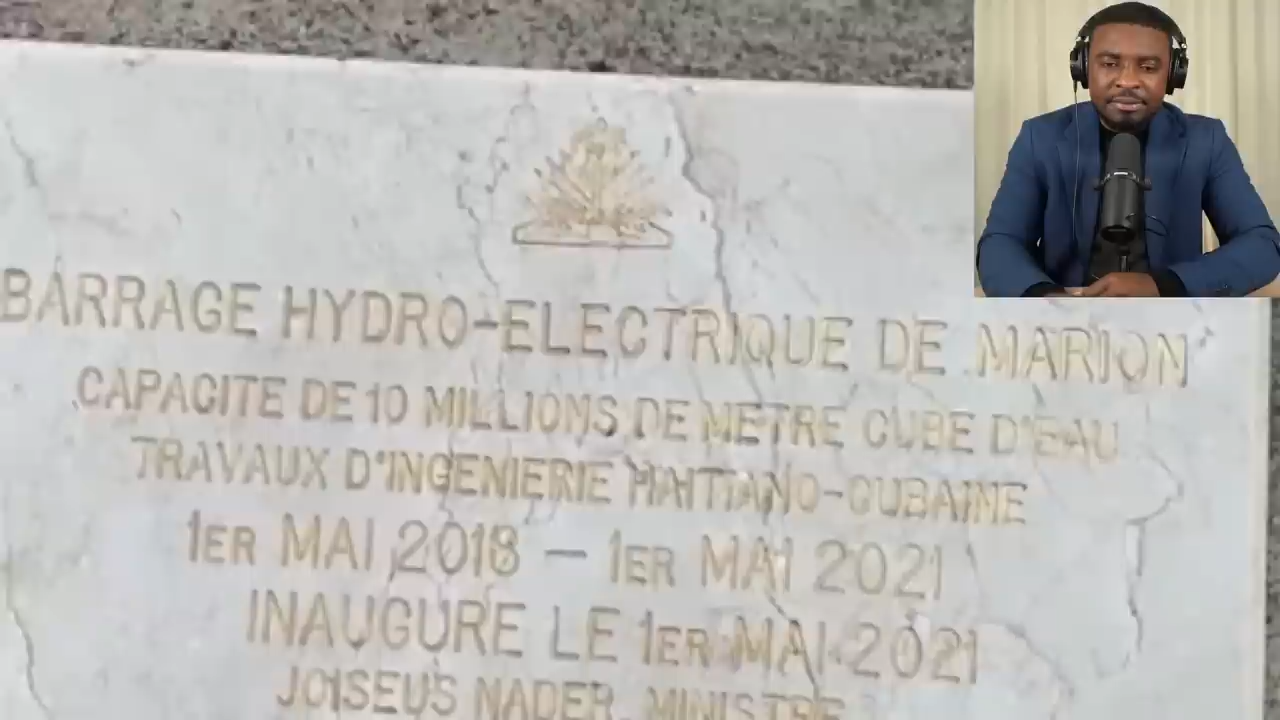 BARRAGE HYDRO-ELECTRIQUE DE MARION
CAPACITE DE 10 MILLIONS DE METRE CUBE D'EAU
TRAVAUX D'INGENIERIE HAITIANO-CUBAINE
1ER MAI 2018 — 1ER MAI 2021
INAUGURE LE 1ER MAI 2021
JOISEUS NADER, MINISTRE